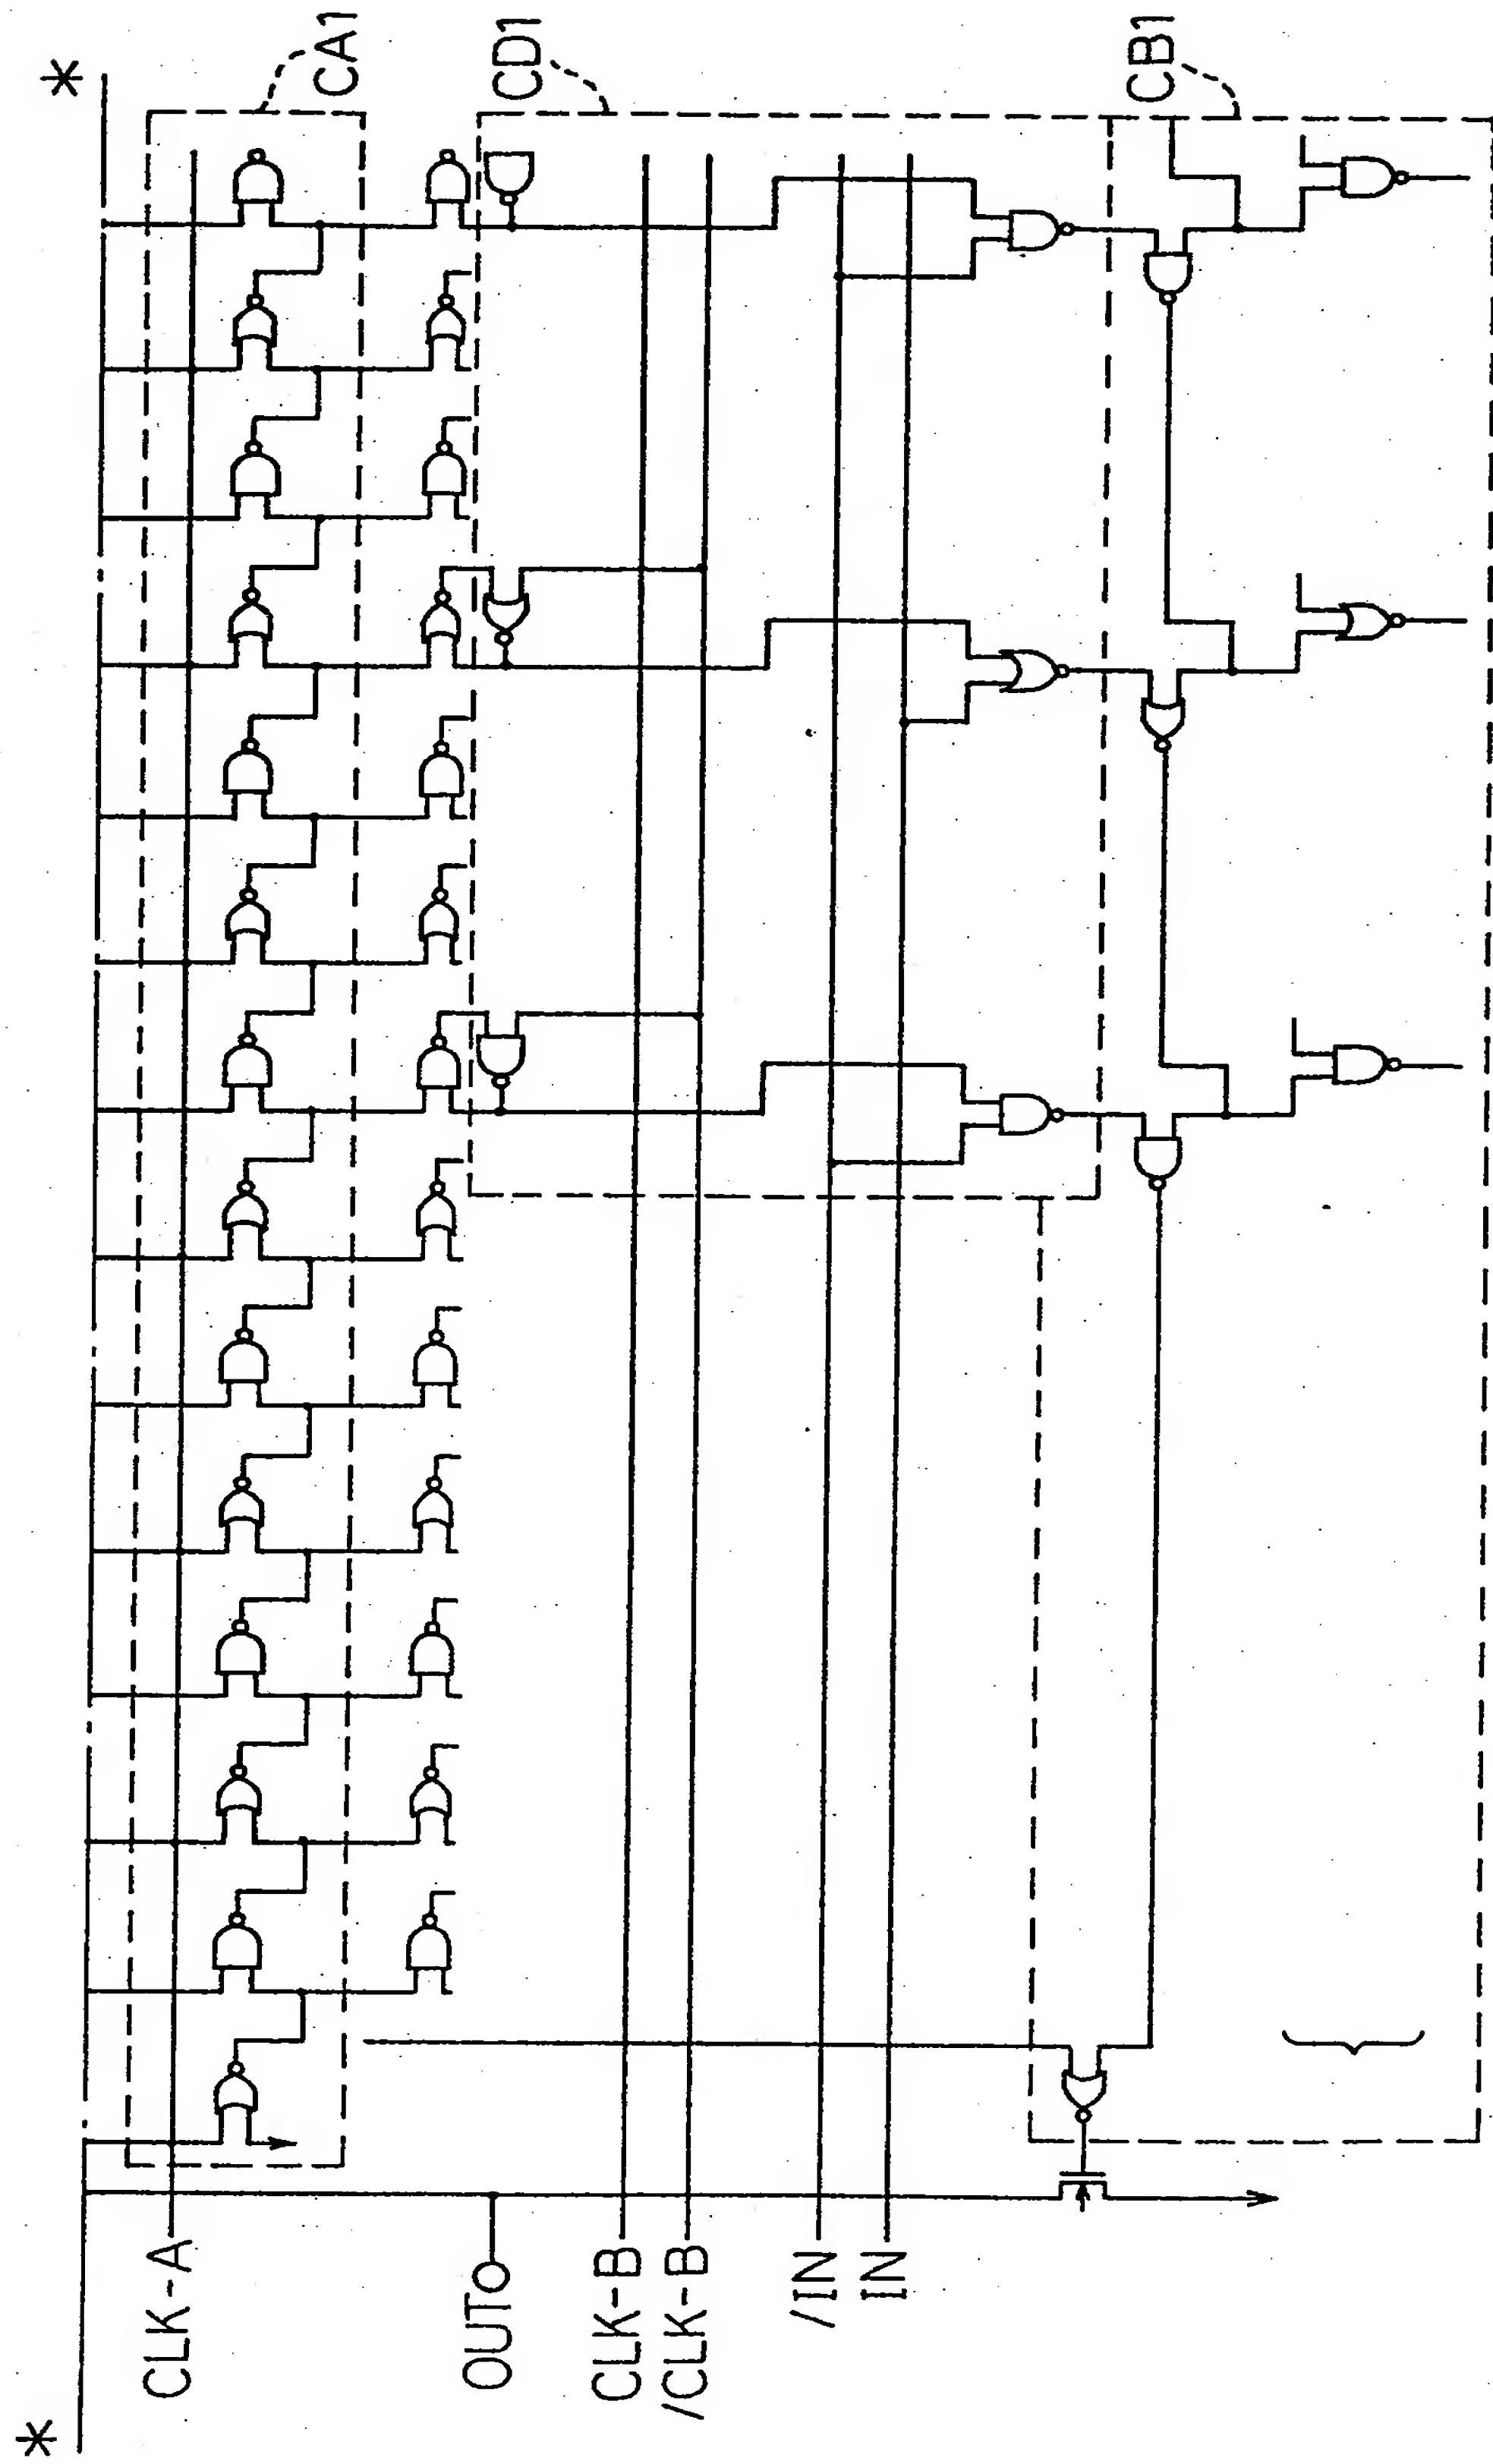 *
CLK-A
OUT
CLK-B
/CLK-B
/IN
IN
*
CA1
CD1
CB1